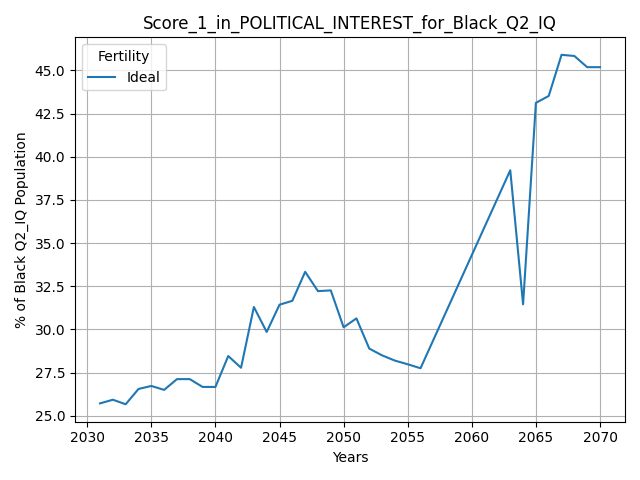 Score_1_in_POLITICAL_INTEREST_for_Black_Q2_IQ
Fertility
Ideal
% of Black Q2_IQ Population
45.0
42.5
40.0
37.5
35.0
32.5
30.0
27.5
25.0
2030 2035 2040 2045 2050 2055 2060 2065 2070
Years